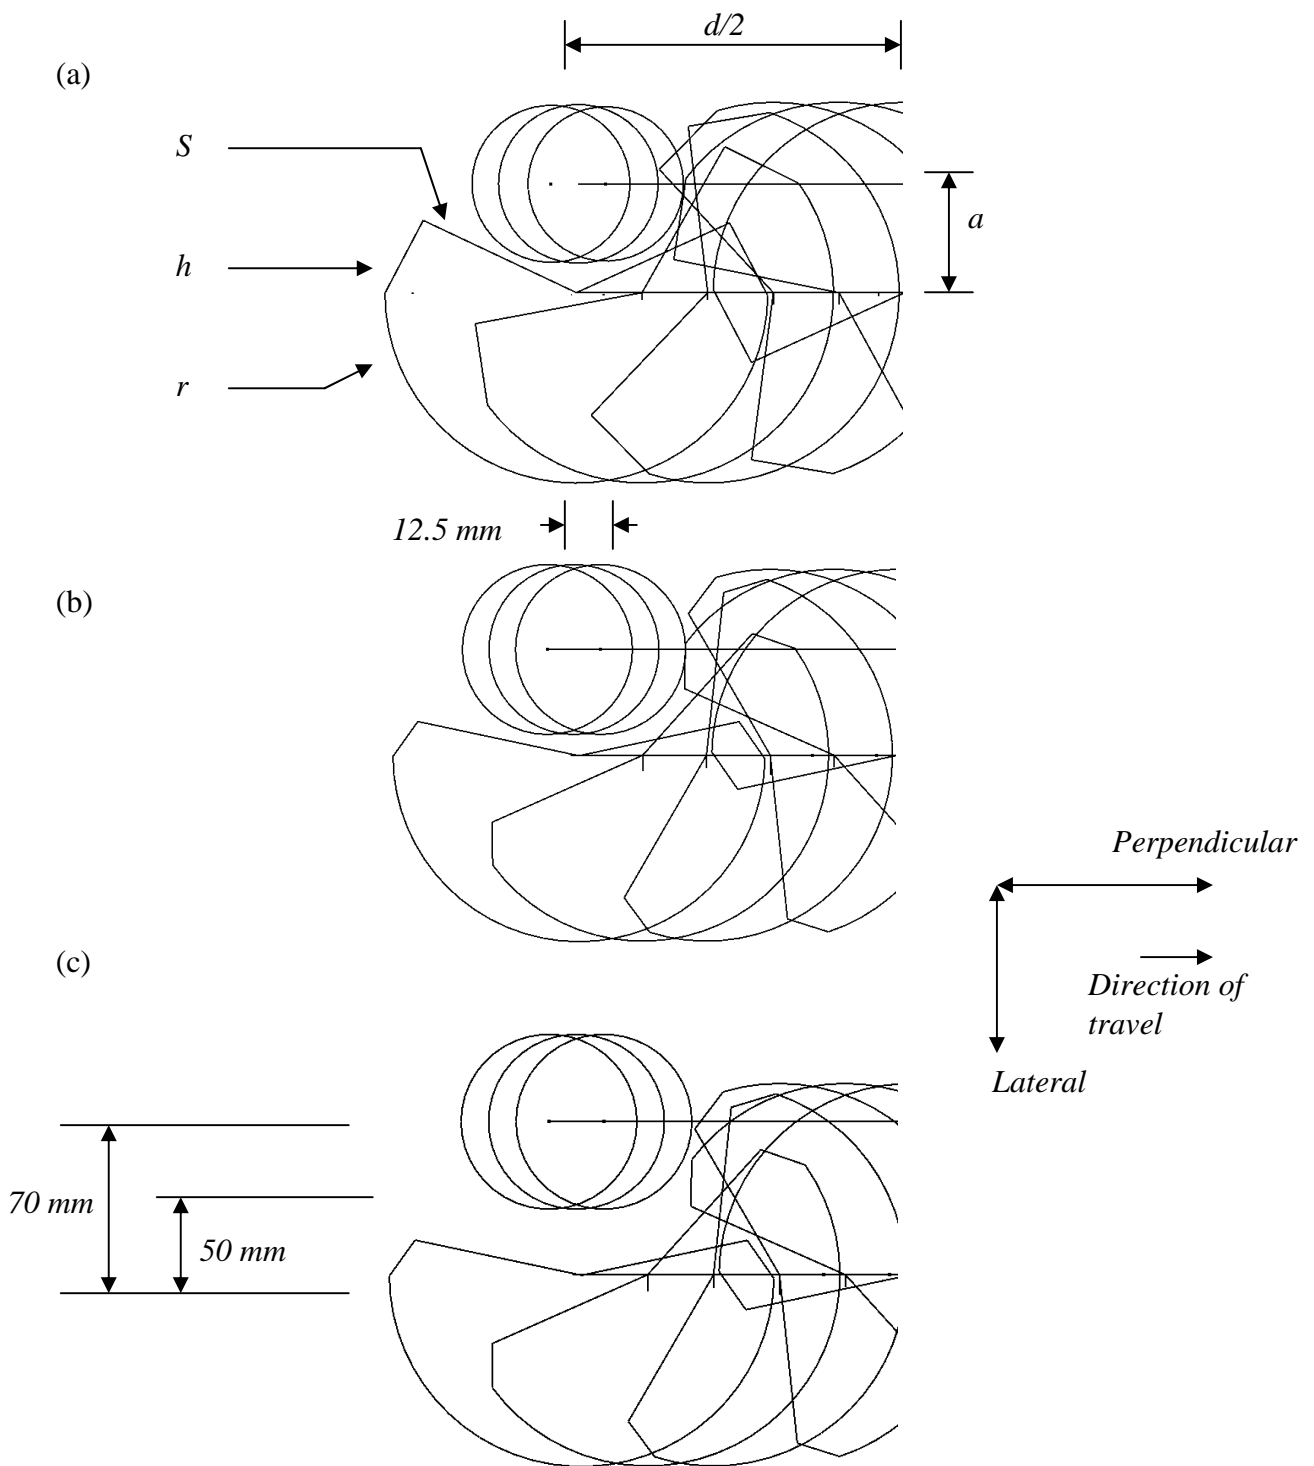 d/2
(a)
S
a
h
r
12.5 mm
(b)
Perpendicular
(c)
Direction of
travel
Lateral
70 mm
50 mm